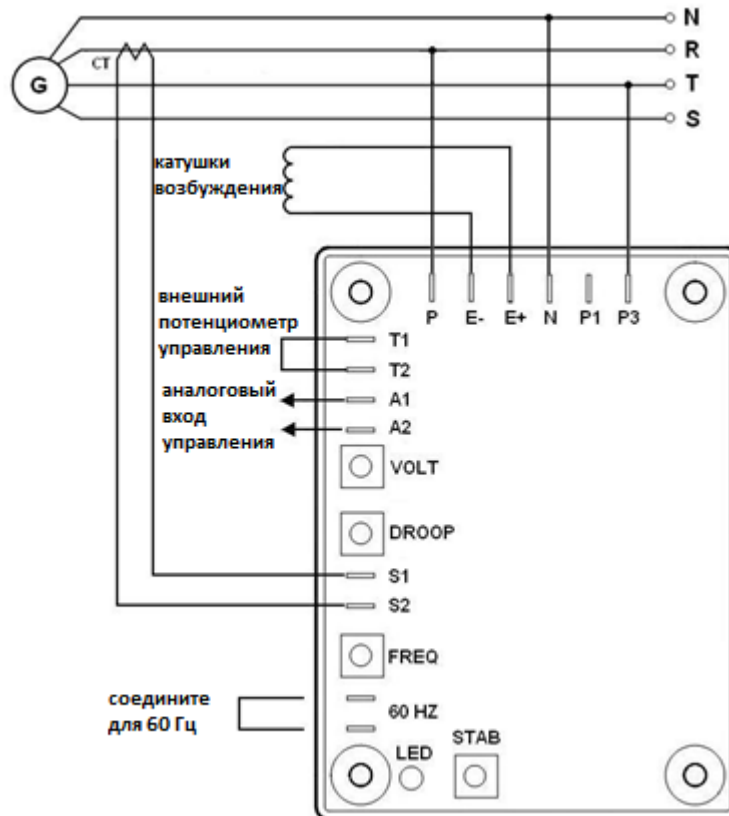 N
R
T
S
CT
G
катушки
возбуждения
P E- E+ N P1 P3
внешний
потенциометр
управления
T1
T2
аналоговый
вход
управления
A1
A2
VOLT
DROOP
S1
S2
FREQ
соедините
для 60 Гц
60 HZ
LED
STAB